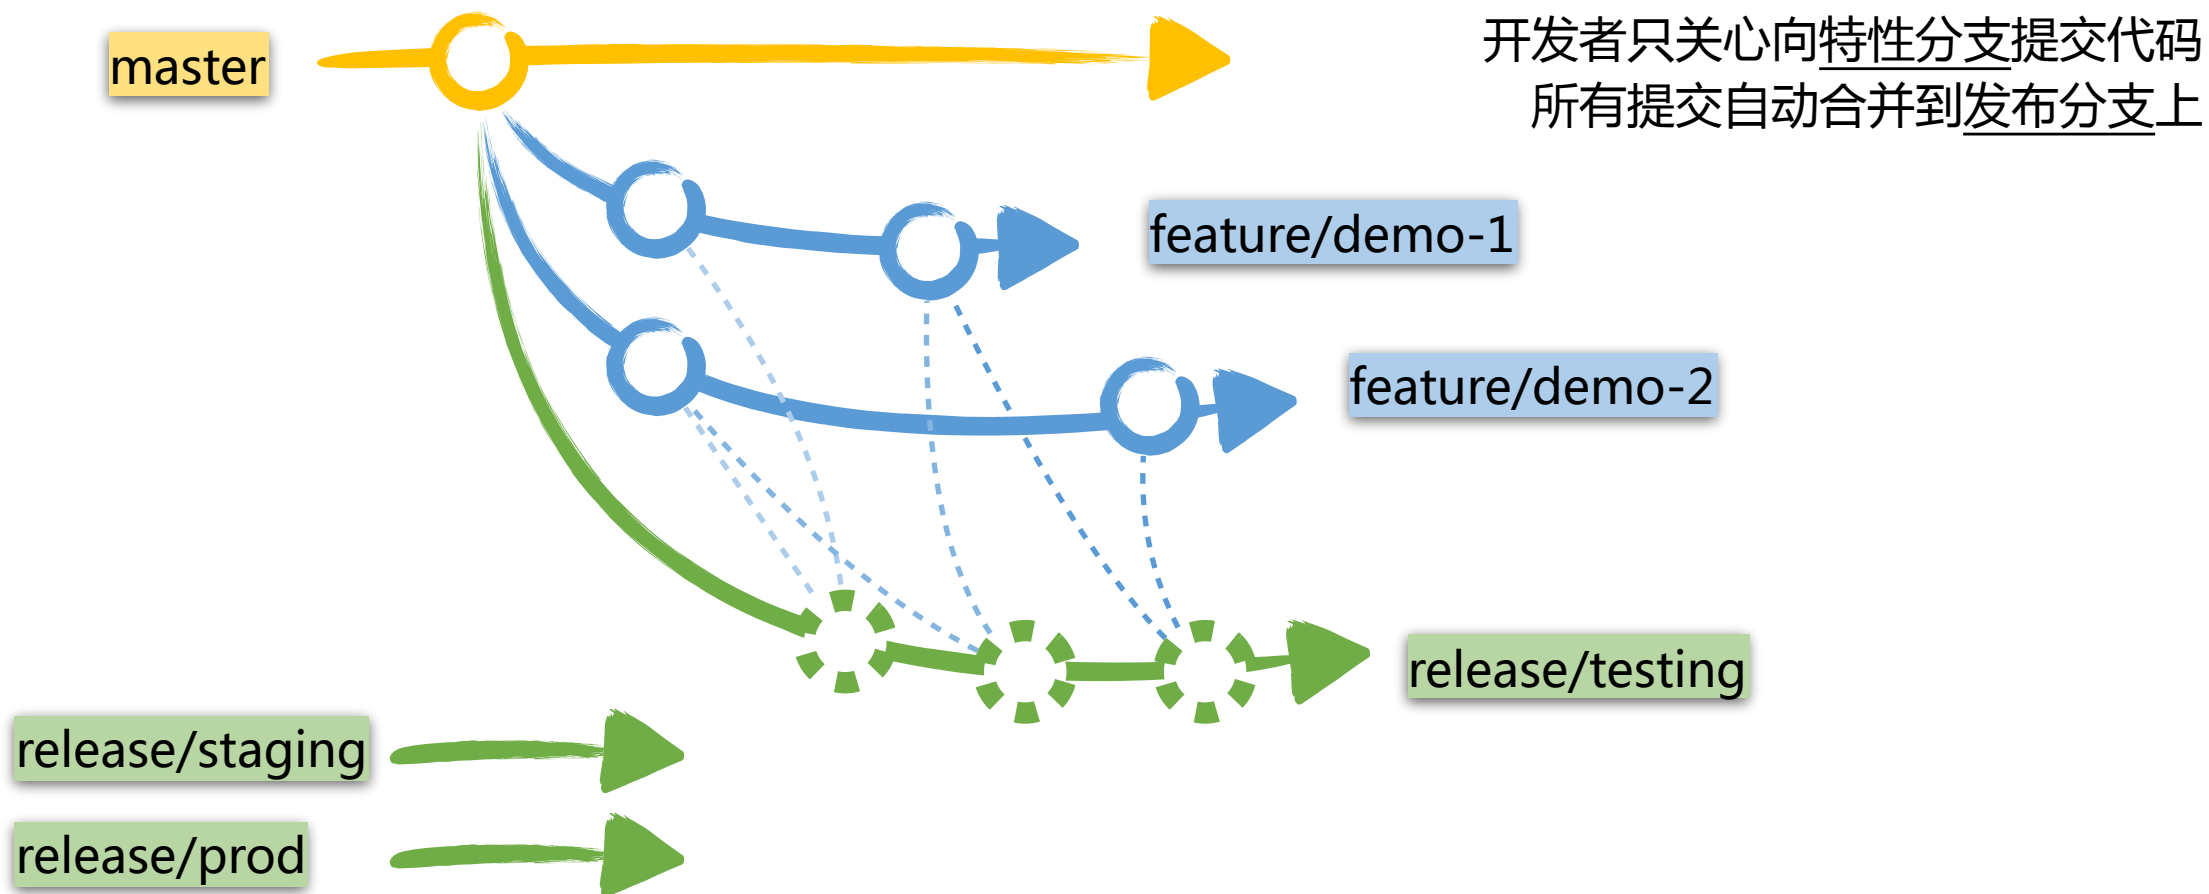 master
开发者只关心向特性分支提交代码
所有提交自动合并到发布分支上
feature/demo-1
feature/demo-2
release/testing
release/staging
release/prod